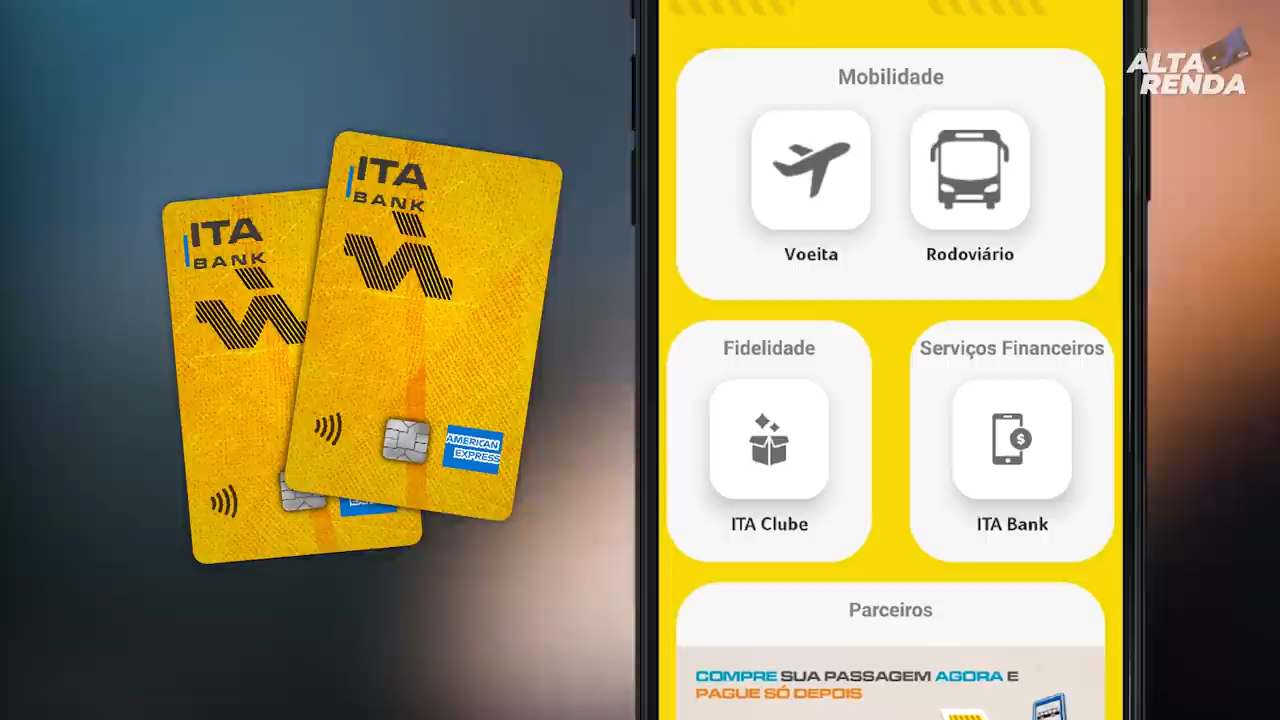 ITA
BANK
AMERICAN
EXPRESS
ITA
BANK
Mobilidade
Voeita
Rodoviário
Fidelidade
Serviços Financeiros
ITA Clube
ITA Bank
Parceiros
COMPRE SUA PASSAGEM AGORA E
PAGUE SÓ DEPOIS
ALTA
RENDA